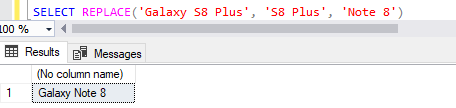 SELECT REPLACE('Galaxy S8 Plus', 'S8 Plus', 'Note 8')
100 %
Results Messages
(No column name)
1 Galaxy Note 8